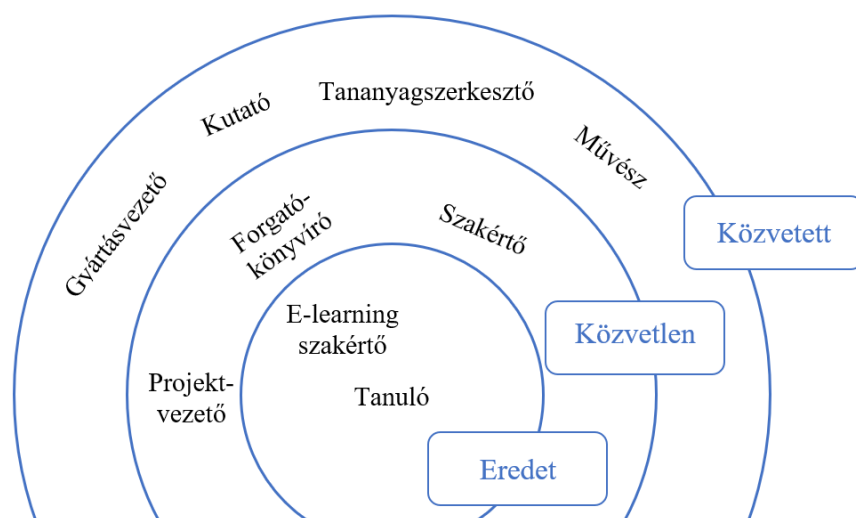 Tananyagszerkesztő
Kutató
Művész
Gyártásvezető
Forgató-
könyvíró
Szakértő
Közvetett
E-learning
szakértő
Közvetlen
Projekt-
vezető
Tanuló
Eredet